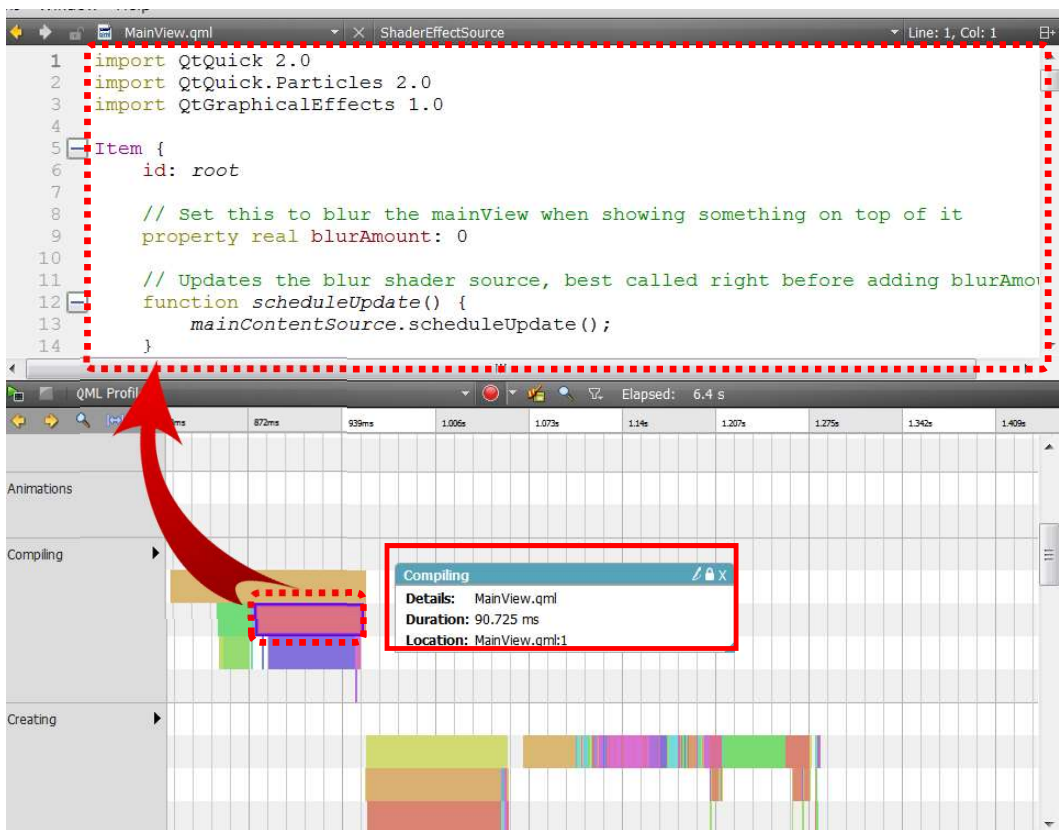 MainView.qml ShaderEffectSource Line: 1, Col: 1
1 import QtQuick 2.0
2 import QtQuick.Particles 2.0
3 import QtGraphicalEffects 1.0
4
5 Item {
6 id: root
7
8 // Set this to blur the mainView when showing something on top of it
9 property real blurAmount: 0
10
11 // Updates the blur shader source, best called right before adding blurAmou
12 function scheduleUpdate() {
13 mainContentSource.scheduleUpdate();
14 }
QML Profil Elapsed: 6.4 s
872ms 939ms 1.006s 1.073s 1.14s 1.207s 1.275s 1.342s 1.409s
Animations
Compiling
Compiling
Details: MainView.qml
Duration: 90.725 ms
Location: MainView.qml:1
Creating